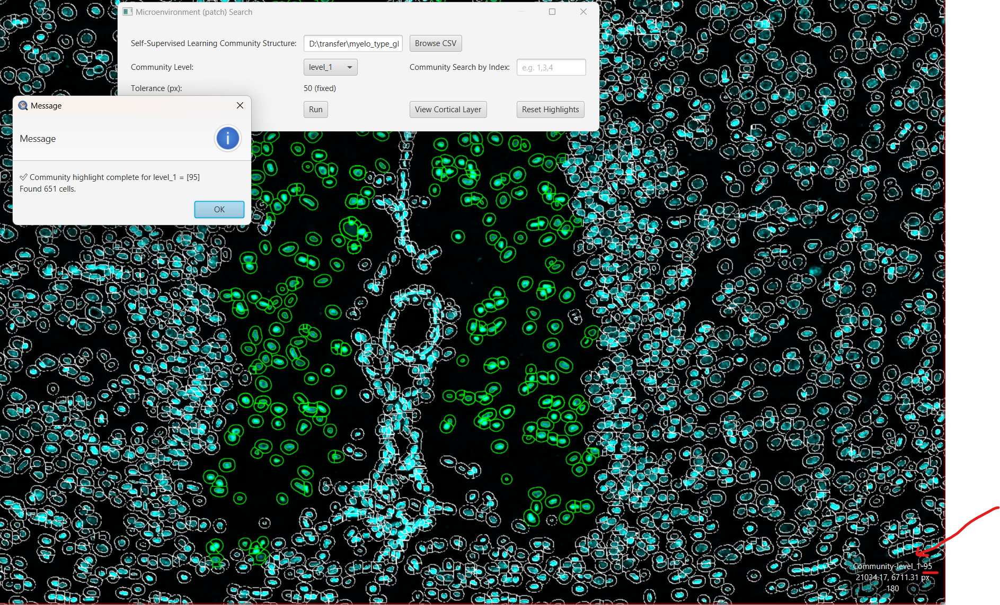 Microenvironment (patch) Search
Self-Supervised Learning Community Structure:
D:\transfer\myelo_type_gl
Browse CSV
Community Level:
level_1
Community Search by Index:
e.g. 1,3,4
Tolerance (px):
50 (fixed)
Run
View Cortical Layer
Reset Highlights
Message
Message
Community highlight complete for level_1 = [95]
Found 651 cells.
OK
Community-level_1-95
21034.17, 6711.31 px
180